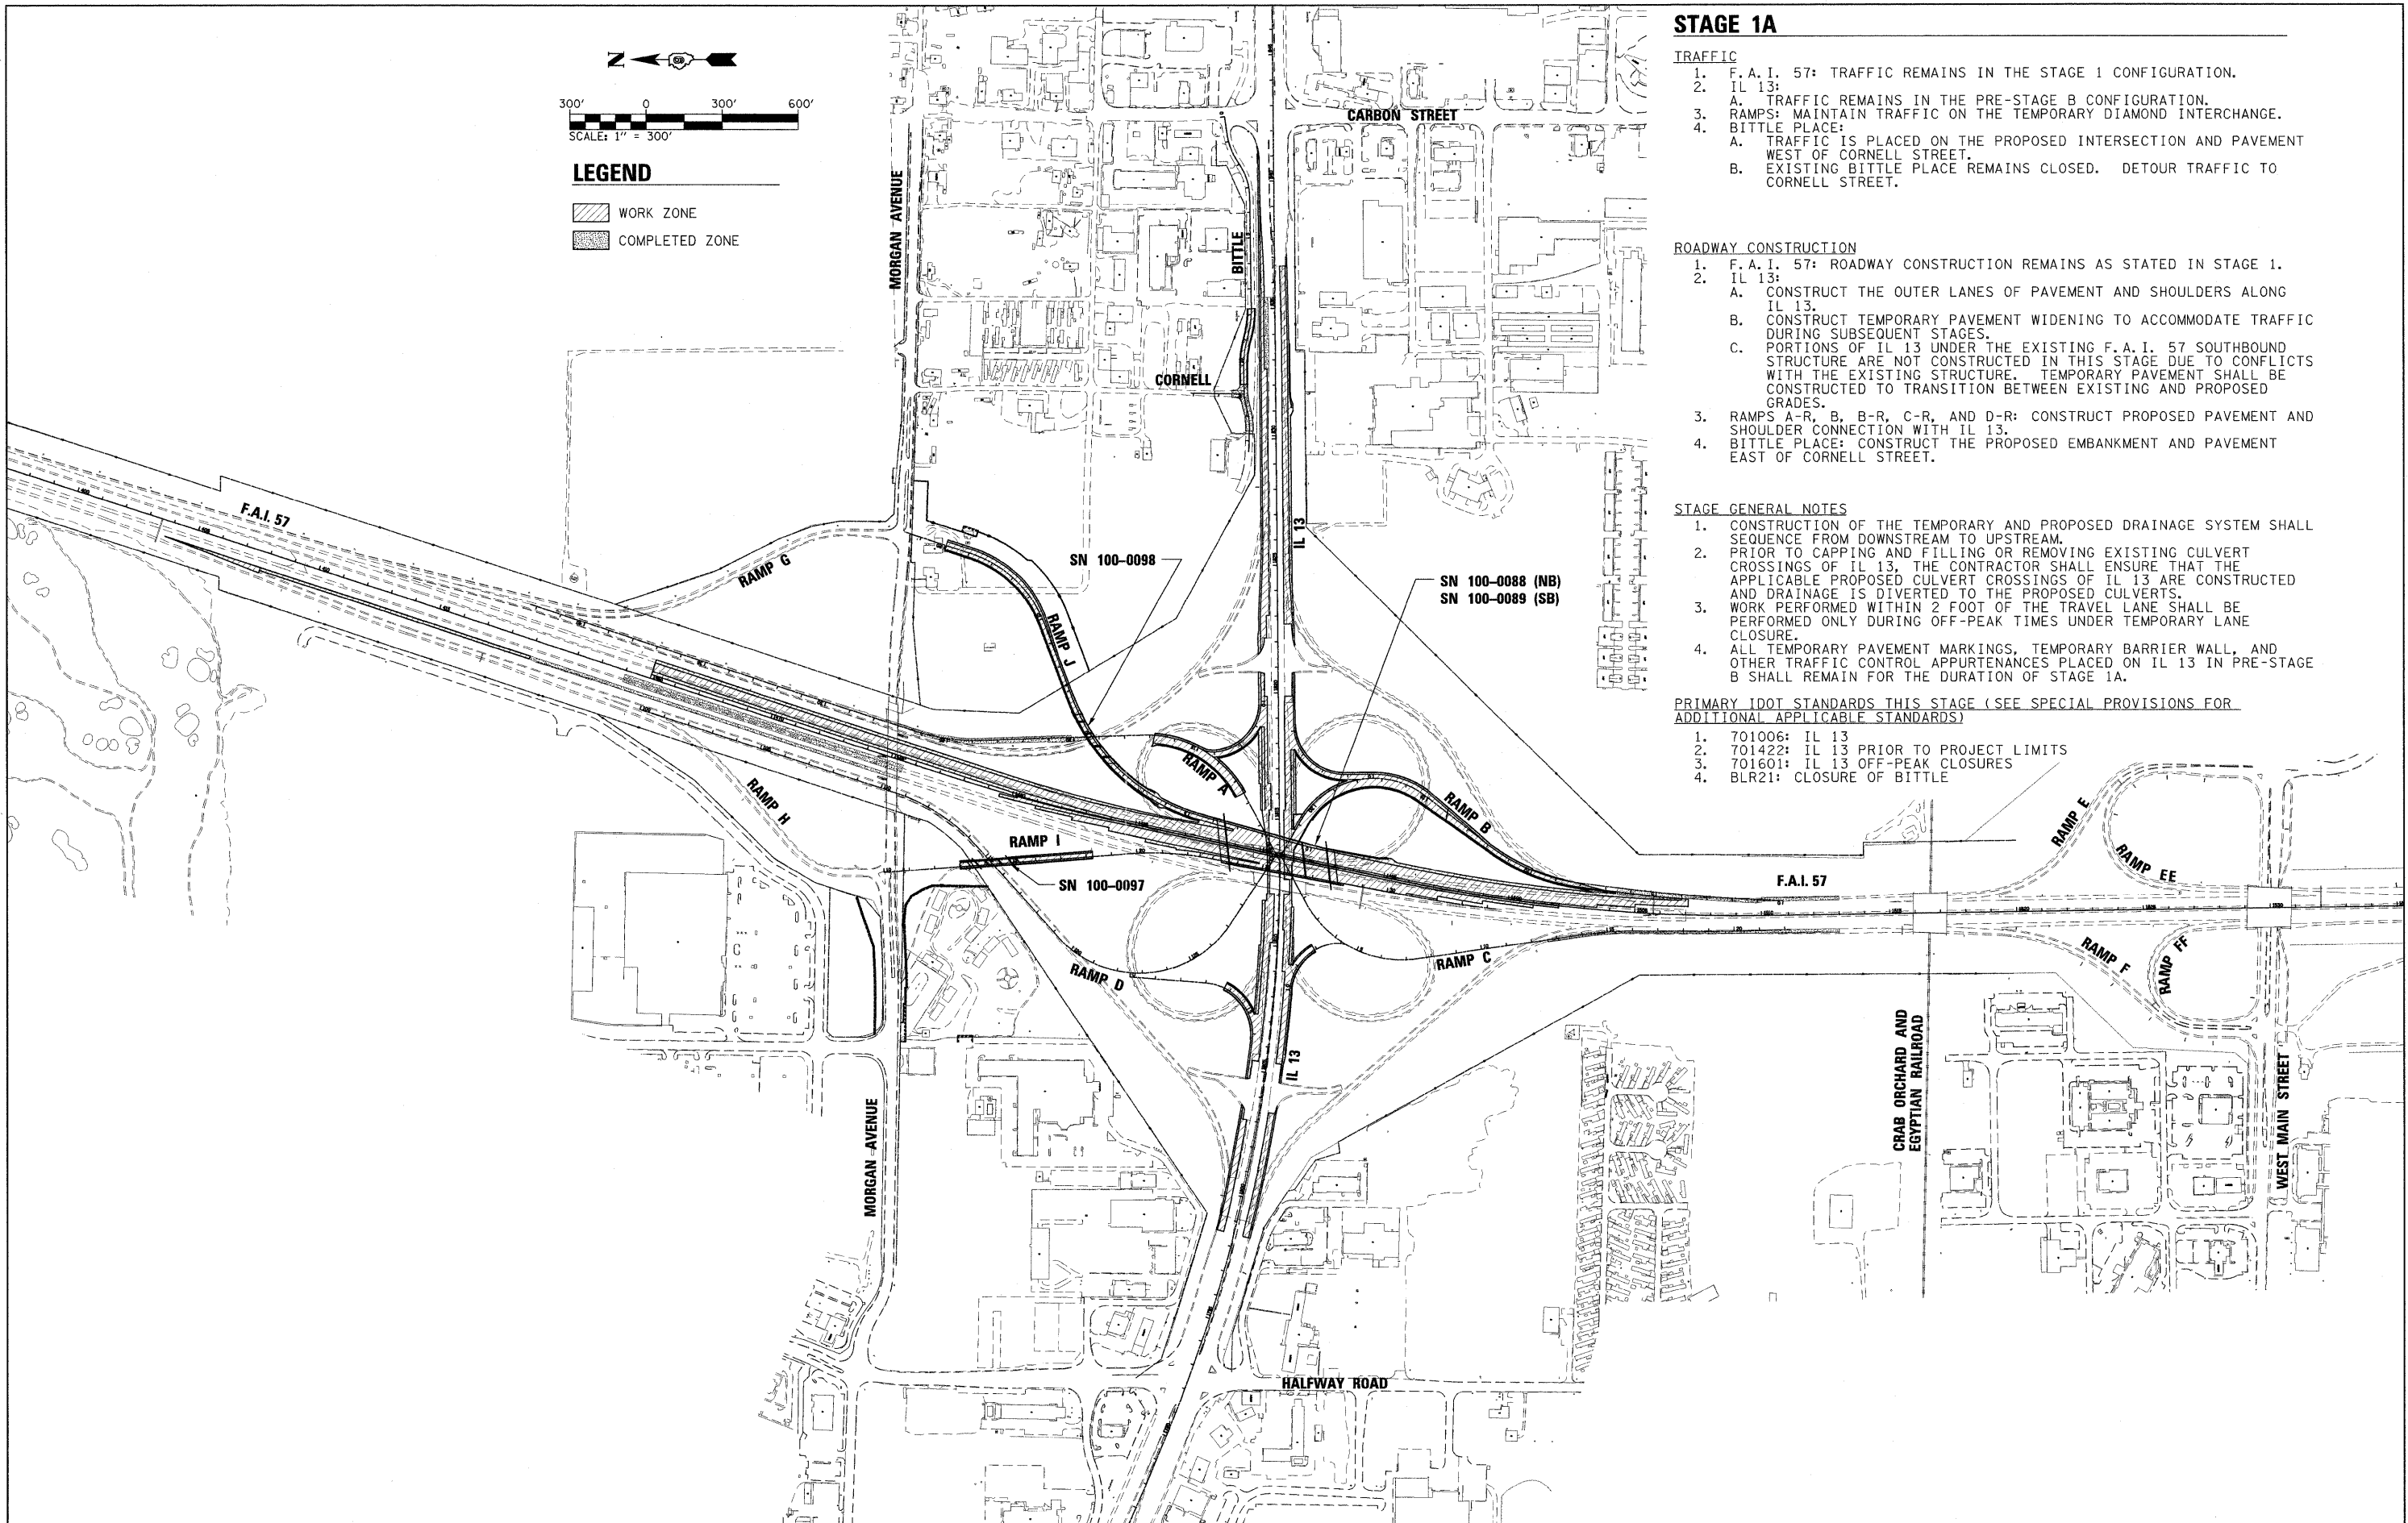 N
300' 0 300' 600'
SCALE: 1" = 300'
LEGEND
WORK ZONE
COMPLETED ZONE
STAGE 1A
TRAFFIC
1. F.A.I. 57: TRAFFIC REMAINS IN THE STAGE 1 CONFIGURATION.
2. IL 13:
A. TRAFFIC REMAINS IN THE PRE-STAGE B CONFIGURATION.
3. RAMPS: MAINTAIN TRAFFIC ON THE TEMPORARY DIAMOND INTERCHANGE.
4. BITTLE PLACE:
A. TRAFFIC IS PLACED ON THE PROPOSED INTERSECTION AND PAVEMENT
WEST OF CORNELL STREET.
B. EXISTING BITTLE PLACE REMAINS CLOSED. DETOUR TRAFFIC TO
CORNELL STREET.
ROADWAY CONSTRUCTION
1. F.A.I. 57: ROADWAY CONSTRUCTION REMAINS AS STATED IN STAGE 1.
2. IL 13:
A. CONSTRUCT THE OUTER LANES OF PAVEMENT AND SHOULDERS ALONG
IL 13.
B. CONSTRUCT TEMPORARY PAVEMENT WIDENING TO ACCOMMODATE TRAFFIC
DURING SUBSEQUENT STAGES.
C. PORTIONS OF IL 13 UNDER THE EXISTING F.A.I. 57 SOUTHBOUND
STRUCTURE ARE NOT CONSTRUCTED IN THIS STAGE DUE TO CONFLICTS
WITH THE EXISTING STRUCTURE. TEMPORARY PAVEMENT SHALL BE
CONSTRUCTED TO TRANSITION BETWEEN EXISTING AND PROPOSED
GRADES.
3. RAMPS A-R, B, B-R, C-R, AND D-R: CONSTRUCT PROPOSED PAVEMENT AND
SHOULDER CONNECTION WITH IL 13.
4. BITTLE PLACE: CONSTRUCT THE PROPOSED EMBANKMENT AND PAVEMENT
EAST OF CORNELL STREET.
STAGE GENERAL NOTES
1. CONSTRUCTION OF THE TEMPORARY AND PROPOSED DRAINAGE SYSTEM SHALL
SEQUENCE FROM DOWNSTREAM TO UPSTREAM.
2. PRIOR TO CAPPING AND FILLING OR REMOVING EXISTING CULVERT
CROSSINGS OF IL 13, THE CONTRACTOR SHALL ENSURE THAT THE
APPLICABLE PROPOSED CULVERT CROSSINGS OF IL 13 ARE CONSTRUCTED
AND DRAINAGE IS DIVERTED TO THE PROPOSED CULVERTS.
3. WORK PERFORMED WITHIN 2 FOOT OF THE TRAVEL LANE SHALL BE
PERFORMED ONLY DURING OFF-PEAK TIMES UNDER TEMPORARY LANE
CLOSURE.
4. ALL TEMPORARY PAVEMENT MARKINGS, TEMPORARY BARRIER WALL, AND
OTHER TRAFFIC CONTROL APPURTENANCES PLACED ON IL 13 IN PRE-STAGE
B SHALL REMAIN FOR THE DURATION OF STAGE 1A.
PRIMARY IDOT STANDARDS THIS STAGE (SEE SPECIAL PROVISIONS FOR
ADDITIONAL APPLICABLE STANDARDS)
1. 701006: IL 13
2. 701422: IL 13 PRIOR TO PROJECT LIMITS
3. 701601: IL 13 OFF-PEAK CLOSURES
4. BLR21: CLOSURE OF BITTLE
CARBON STREET
MORGAN AVENUE
BITTLE
CORNELL
F.A.I. 57
RAMP G
IL 13
SN 100-0098
SN 100-0088 (NB)
SN 100-0089 (SB)
RAMP J
RAMP A
RAMP H
RAMP B
RAMP I
SN 100-0097
RAMP E
RAMP EE
F.A.I. 57
RAMP D
RAMP C
RAMP F
RAMP FF
IL 13
CRAB ORCHARD AND
EGYPTIAN RAILROAD
WEST MAIN STREET
MORGAN AVENUE
HALFWAY ROAD